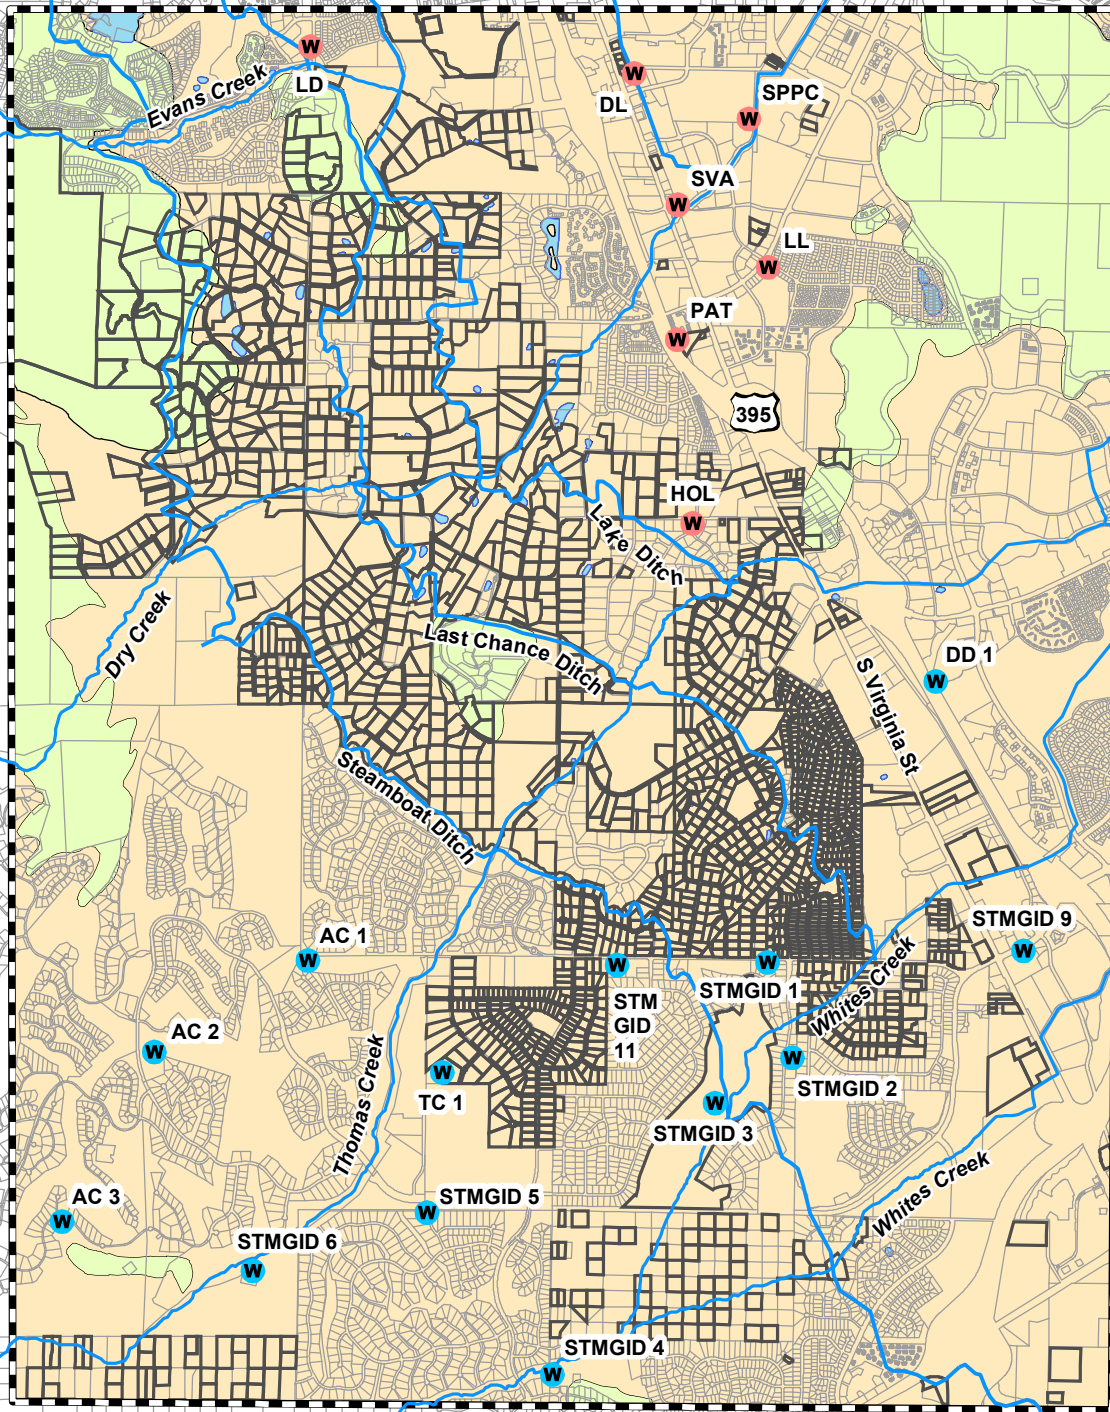 W
LD
Evans Creek
W
DL
SPPC
W
SVA
W
LL
W
PAT
W
395
HOL
W
Lake Ditch
Dry Creek
Last Chance Ditch
DD 1
W
S Virginia St
Steamboat Ditch
AC 1
W
STMGID 9
W
W
STM
GID
11
W
STMGID 1
Whites Creek
AC 2
W
Thomas Creek
W
TC 1
W
STMGID 2
W
STMGID 3
Whites Creek
AC 3
W
STMGID 5
W
STMGID 6
W
STMGID 4
W